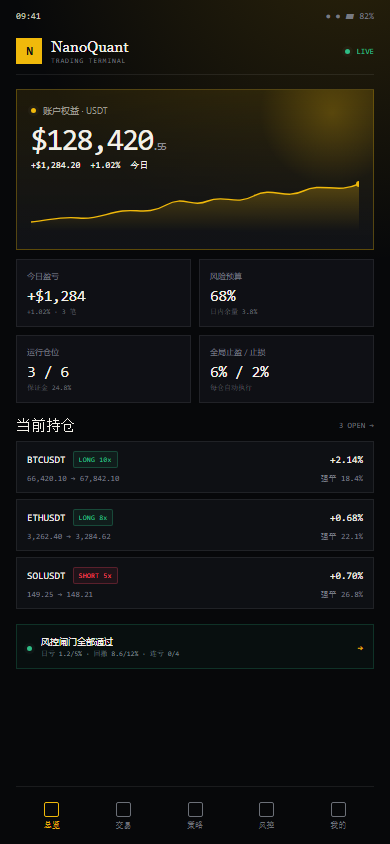 09:41
82%
N
NanoQuant
TRADING TERMINAL
LIVE
账户权益 · USDT
$128,420.55
+$1,284.20 +1.02% 今日
今日盈亏
+$1,284
+1.02% · 3 笔
风险预算
68%
日内余量 3.8%
运行仓位
3 / 6
保证金 24.8%
全局止盈 / 止损
6% / 2%
每仓自动执行
当前持仓
3 OPEN →
BTCUSDT LONG 10x +2.14%
66,420.10 → 67,842.10 强平 18.4%
ETHUSDT LONG 8x +0.68%
3,262.40 → 3,284.62 强平 22.1%
SOLUSDT SHORT 5x +0.70%
149.25 → 148.21 强平 26.8%
风控闸门全部通过
日亏 1.2/5% · 回撤 8.6/12% · 连亏 0/4
→
总览
交易
策略
风控
我的